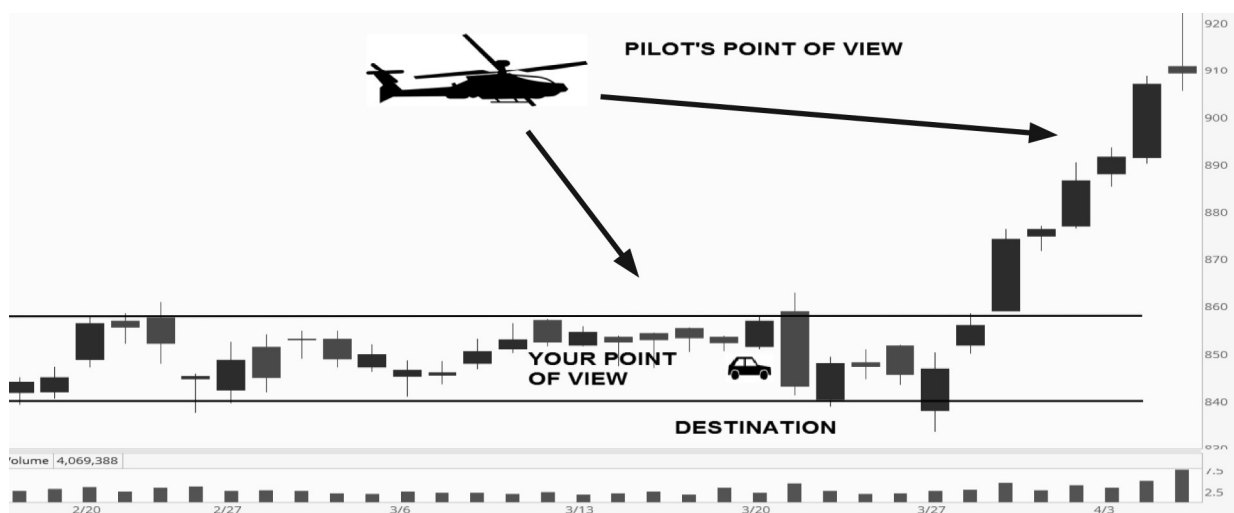 920
PILOT'S POINT OF VIEW
910
900
890
880
870
860
850
YOUR POINT
OF VIEW
840
DESTINATION
830
Volume 4,069,388
7.5
2.5
2/20 2/27 3/6 3/13 3/20 3/27 4/3